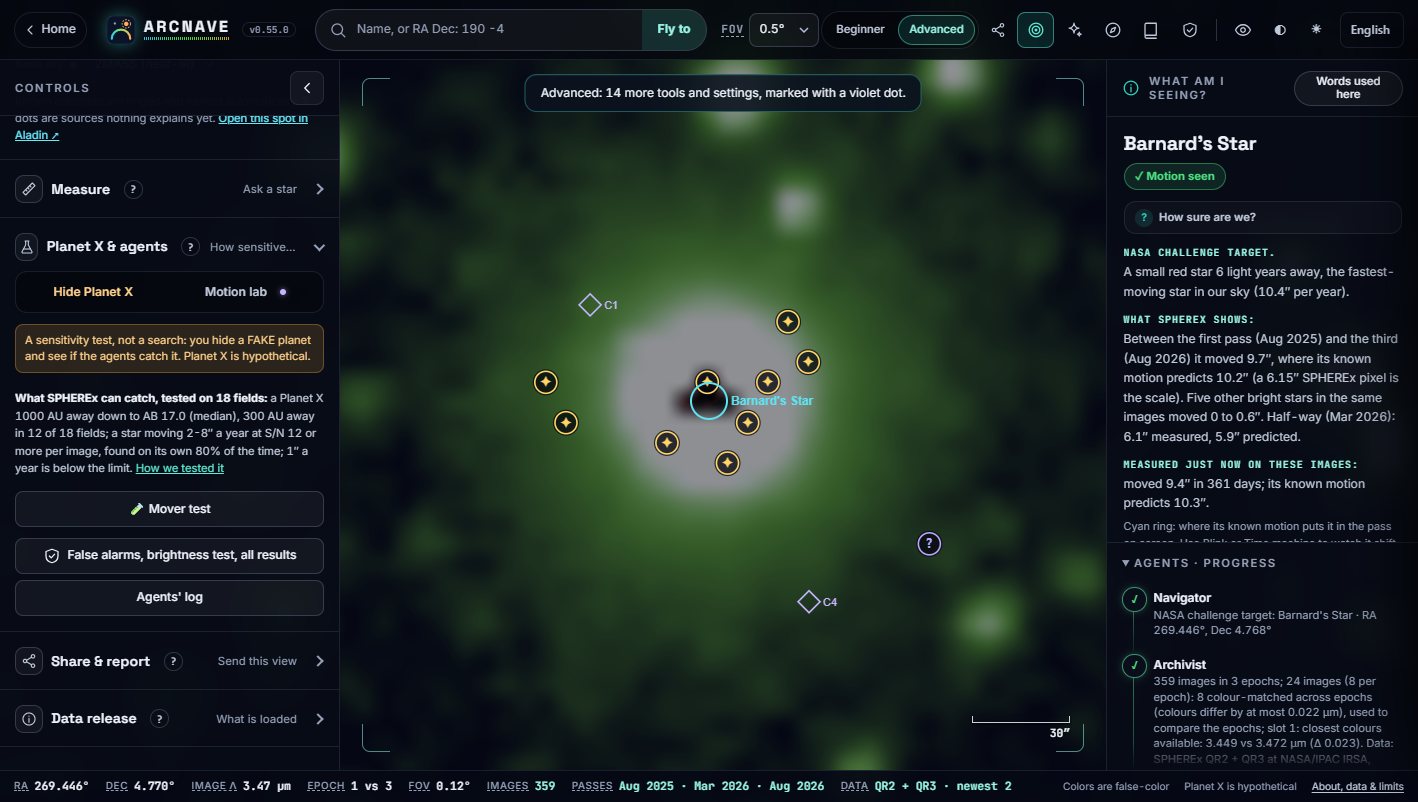 Home
ARCNAVE
v0.55.0
Name, or RA Dec: 190 -4
Fly to
FOV
0.5°
Beginner
Advanced
English
CONTROLS
dots are sources nothing explains yet. Open this spot in
Aladin ↗
Measure
?
Ask a star
Planet X & agents
?
How sensitive...
Hide Planet X
Motion lab
A sensitivity test, not a search: you hide a FAKE planet
and see if the agents catch it. Planet X is hypothetical.
What SPHEREx can catch, tested on 18 fields: a Planet X
1000 AU away down to AB 17.0 (median), 300 AU away
in 12 of 18 fields; a star moving 2-8″ a year at S/N 12 or
more per image, found on its own 80% of the time; 1″ a
year is below the limit. How we tested it
Mover test
False alarms, brightness test, all results
Agents' log
Share & report
?
Send this view
Data release
?
What is loaded
Advanced: 14 more tools and settings, marked with a violet dot.
C1
Barnard's Star
?
C4
30″
WHAT AM I
SEEING?
Words used
here
Barnard's Star
✓ Motion seen
? How sure are we?
NASA CHALLENGE TARGET.
A small red star 6 light years away, the fastest-
moving star in our sky (10.4″ per year).
WHAT SPHEREX SHOWS:
Between the first pass (Aug 2025) and the third
(Aug 2026) it moved 9.7″, where its known
motion predicts 10.2″ (a 6.15″ SPHEREx pixel is
the scale). Five other bright stars in the same
images moved 0 to 0.6″. Half-way (Mar 2026):
6.1″ measured, 5.9″ predicted.
MEASURED JUST NOW ON THESE IMAGES:
moved 9.4″ in 361 days; its known motion
predicts 10.3″.
Cyan ring: where its known motion puts it in the pass
▾ AGENTS · PROGRESS
✓
Navigator
NASA challenge target: Barnard's Star · RA
269.446°, Dec 4.768°
✓
Archivist
359 images in 3 epochs; 24 images (8 per
epoch): 8 colour-matched across epochs
(colours differ by at most 0.022 µm), used to
compare the epochs; slot 1: closest colours
available: 3.449 vs 3.472 µm (Δ 0.023). Data:
SPHEREx QR2 + QR3 at NASA/IPAC IRSA,
RA 269.446° DEC 4.770° IMAGE Λ 3.47 µm EPOCH 1 vs 3 FOV 0.12° IMAGES 359 PASSES Aug 2025 · Mar 2026 · Aug 2026 DATA QR2 + QR3 · newest 2
Colors are false-color
Planet X is hypothetical
About, data & limits